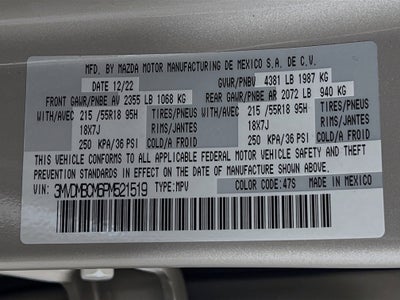 MFD. BY MAZDA MOTOR MANUFACTURING DE MEXICO S.A. DE C.V.
DATE 12/22 GVWR/PNBV 4381 LB 1987 KG
FRONT GAWR/PNBE AV 2355 LB 1068 KG REAR GAWR/PNBE AR 2072 LB 940 KG
WITH/AVEC 215 /55R18 95H TIRES/PNEUS WITH/AVEC 215 /55R18 95H TIRES/PNEUS
18X7J RIMS/JANTES 18X7J RIMS/JANTES
250 KPA/36 PSI COLD/A FROID 250 KPA/36 PSI COLD/A FROID
THIS VEHICLE CONFORMS TO ALL APPLICABLE FEDERAL MOTOR VEHICLE SAFETY AND THEFT
PREVENTION STANDARDS IN EFFECT ON THE DATE OF MANUFACTURE SHOWN ABOVE.
VIN: 3MVDMBCM6PM521519 TYPE:MPV COLOR CODE:47S MADE IN MEXICO